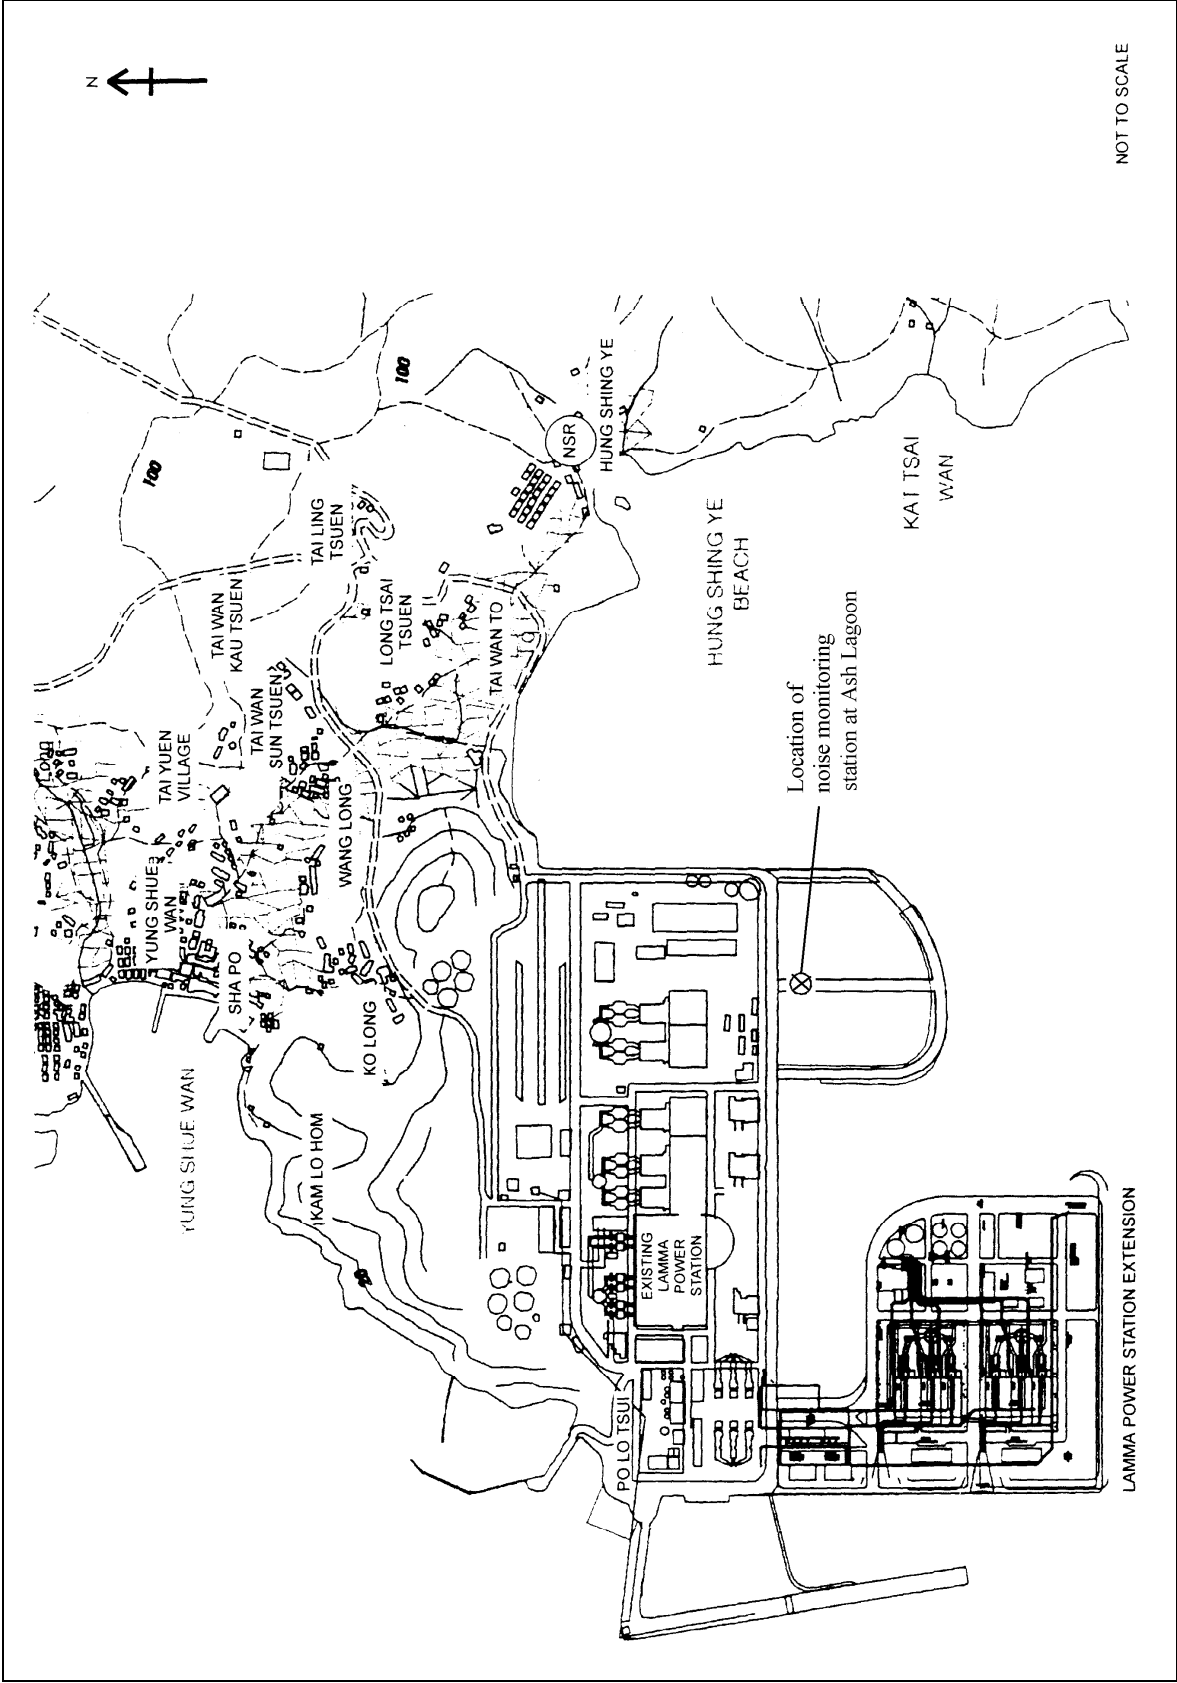 N
NOT TO SCALE
100
100
TAI LING
TSUEN
NSR
HUNG SHING YE
KAT TSAI
WAN
HUNG SHING YE
BEACH
TAI WAN
KAU TSUEN
LONG TSAI
TSUEN
TAI WAN TO
TAI WAN
SUN TSUEN
TAI YUEN
VILLAGE
Location of
noise monitoring
station at Ash Lagoon
WANG LONG
YUNG SHUE
WAN
SHA PO
KO LONG
YUNG SHUE WAN
KAM LO HOM
EXISTING
LAMMA
POWER
STATION
PO LO TSUI
LAMMA POWER STATION EXTENSION